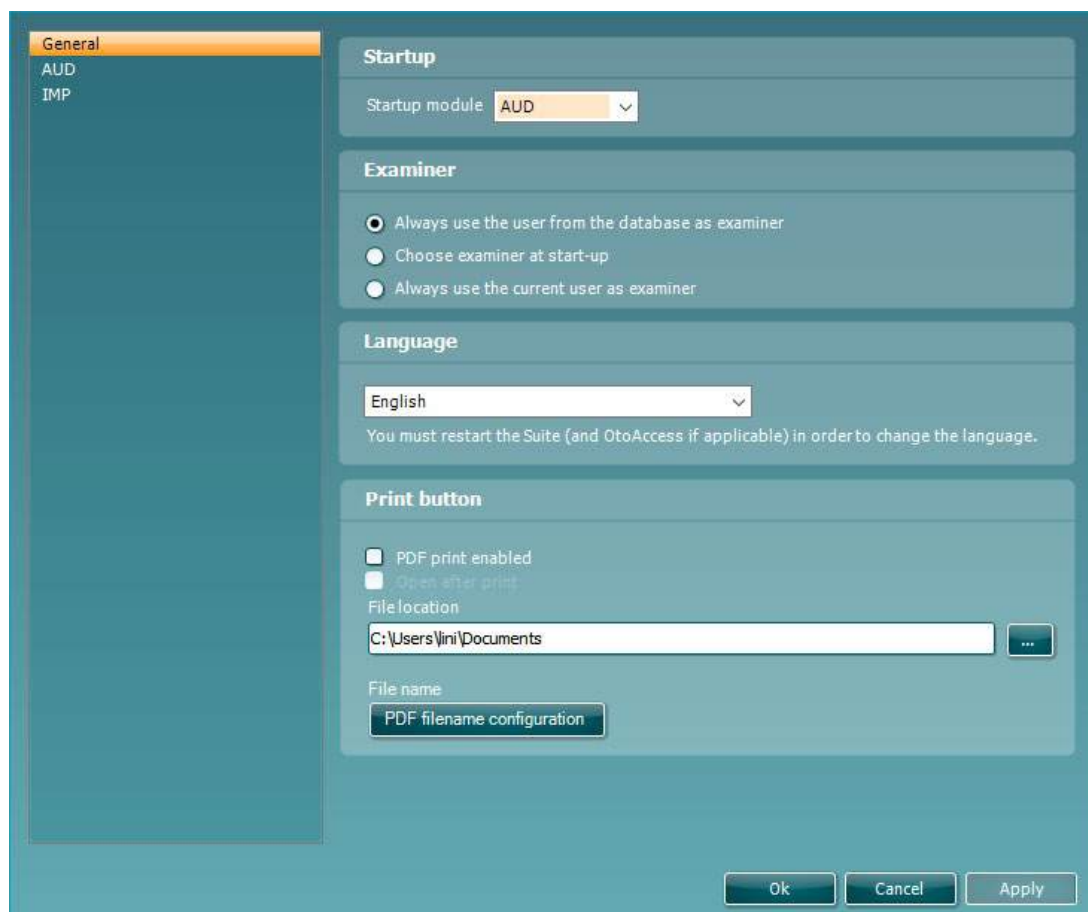 General
AUD
IMP
Startup
Startup module AUD
Examiner
Always use the user from the database as examiner
Choose examiner at start-up
Always use the current user as examiner
Language
English
You must restart the Suite (and OtoAccess if applicable) in order to change the language.
Print button
PDF print enabled
Open after print
File location
C:\Users\lini\Documents
...
File name
PDF filename configuration
Ok Cancel Apply